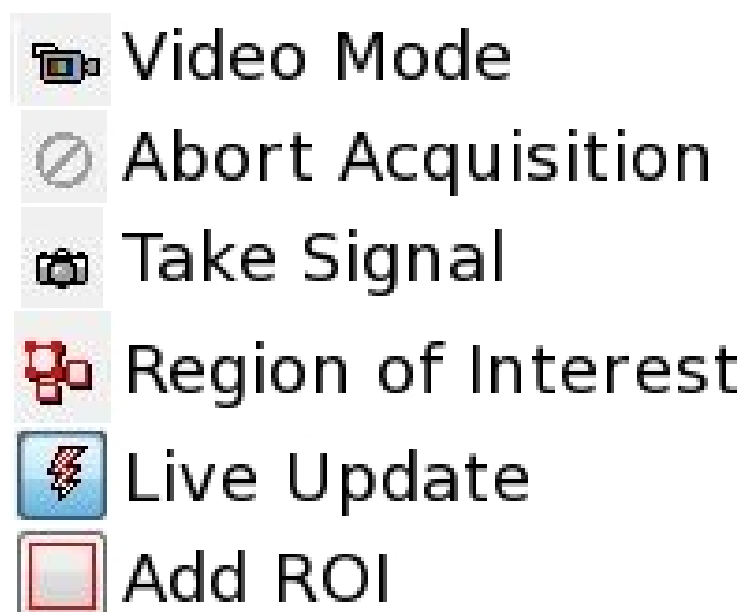 Video Mode
Abort Acquisition
Take Signal
Region of Interest
Live Update
Add ROI